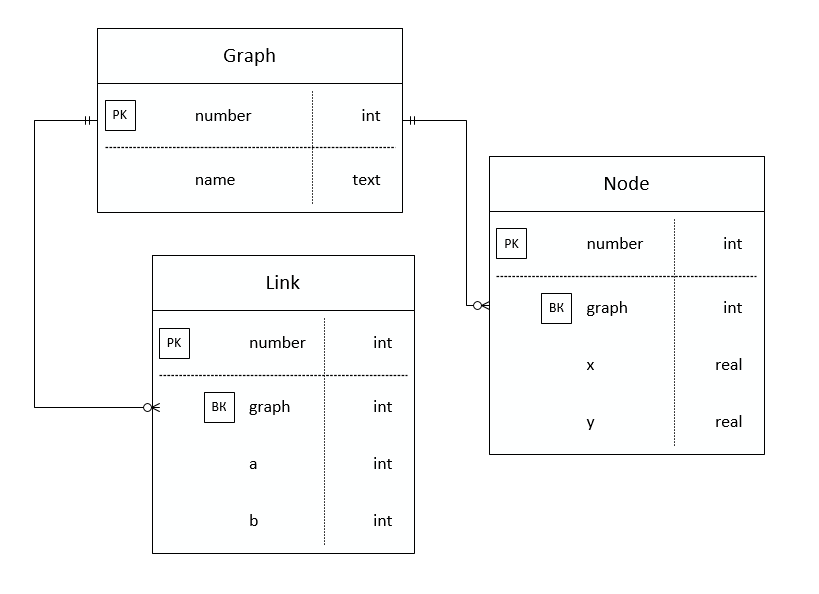 Graph
PK number int
name text
Node
PK number int
BK graph int
x real
y real
Link
PK number int
BK graph int
a int
b int